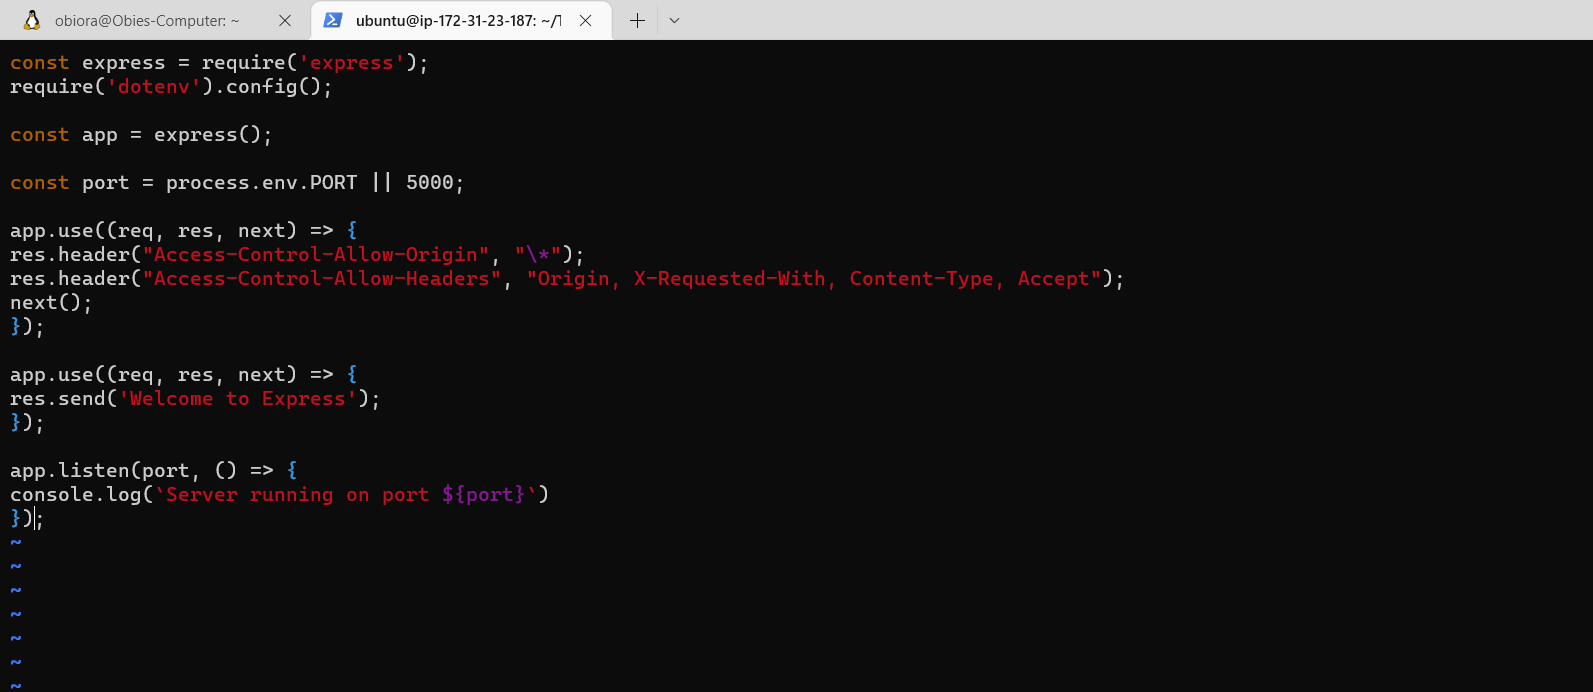 obiora@Obies-Computer: ~
ubuntu@ip-172-31-23-187: ~/T
const express = require('express');
require('dotenv').config();
const app = express();
const port = process.env.PORT || 5000;
app.use((req, res, next) => {
res.header("Access-Control-Allow-Origin", "\*");
res.header("Access-Control-Allow-Headers", "Origin, X-Requested-With, Content-Type, Accept");
next();
});
app.use((req, res, next) => {
res.send('Welcome to Express');
});
app.listen(port, () => {
console.log(`Server running on port ${port}`)
});
~
~
~
~
~
~
~